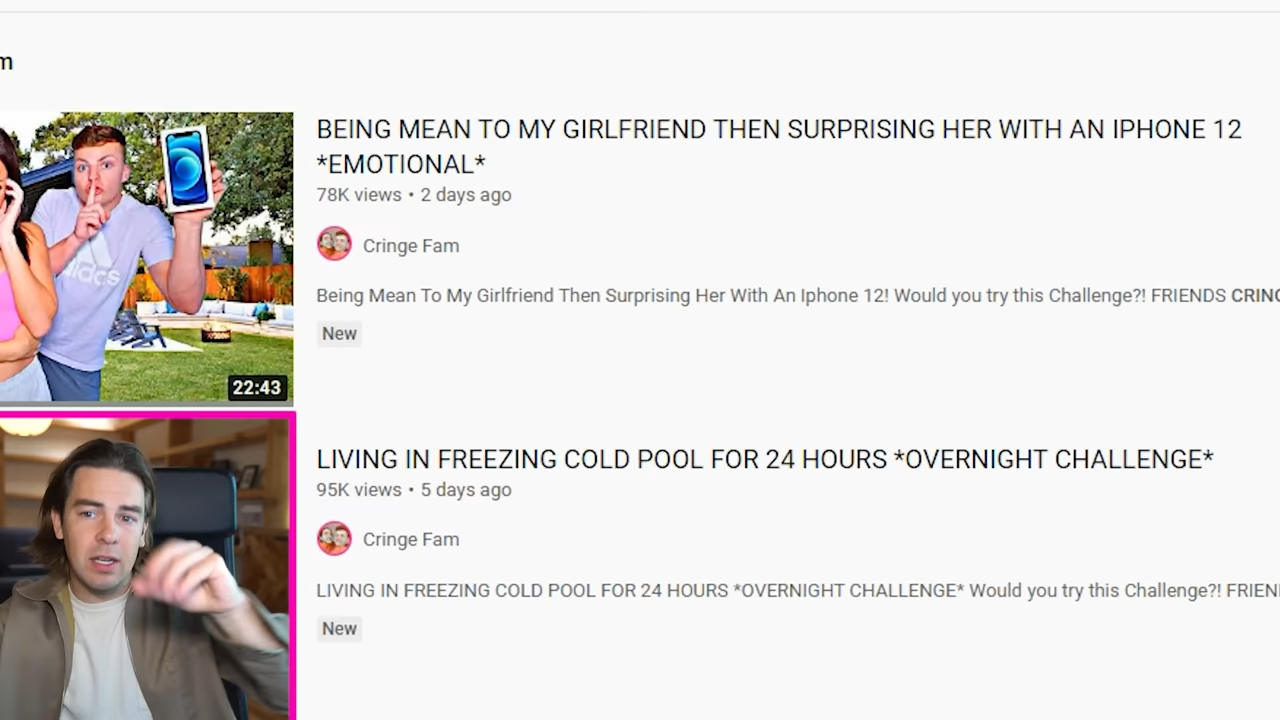 m
BEING MEAN TO MY GIRLFRIEND THEN SURPRISING HER WITH AN IPHONE 12
*EMOTIONAL*
78K views • 2 days ago
Cringe Fam
Being Mean To My Girlfriend Then Surprising Her With An Iphone 12! Would you try this Challenge?! FRIENDS CRING
New
adidas
22:43
LIVING IN FREEZING COLD POOL FOR 24 HOURS *OVERNIGHT CHALLENGE*
95K views • 5 days ago
Cringe Fam
LIVING IN FREEZING COLD POOL FOR 24 HOURS *OVERNIGHT CHALLENGE* Would you try this Challenge?! FRIEN
New